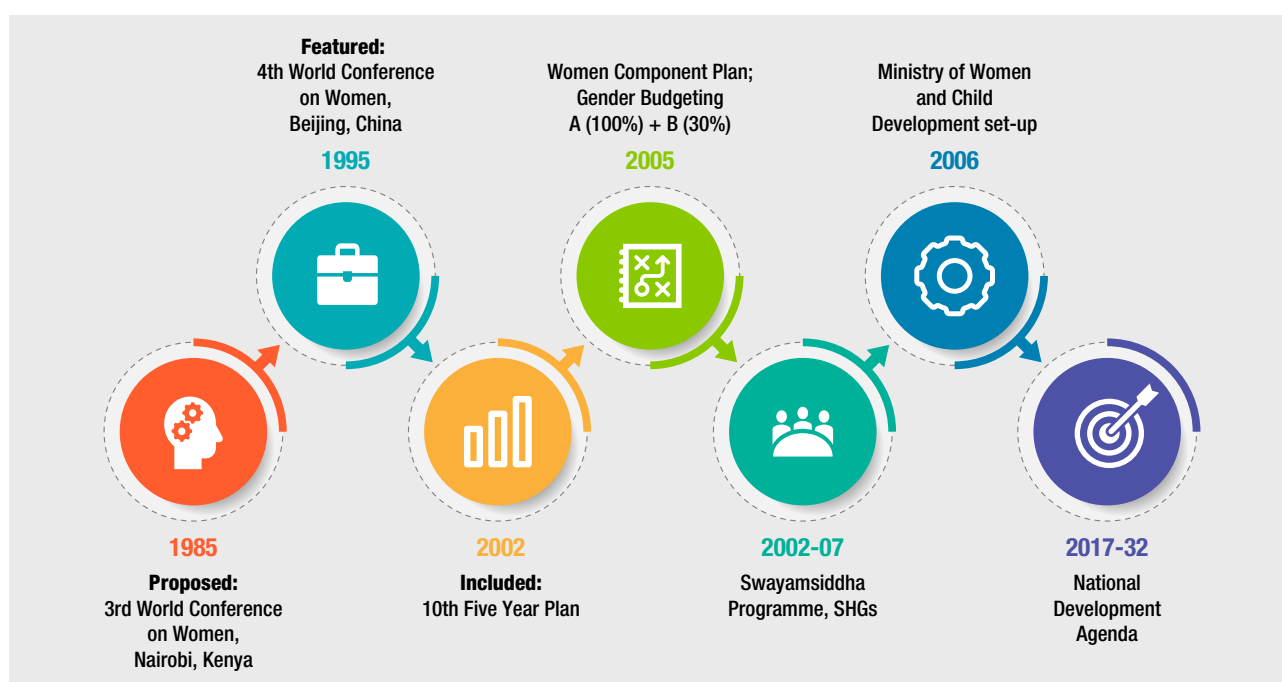 1985
Proposed:
3rd World Conference
on Women,
Nairobi, Kenya
Featured:
4th World Conference
on Women,
Beijing, China
1995
2002
Included:
10th Five Year Plan
Women Component Plan;
Gender Budgeting
A (100%) + B (30%)
2005
2002-07
Swayamsiddha
Programme, SHGs
Ministry of Women
and Child
Development set-up
2006
2017-32
National
Development
Agenda